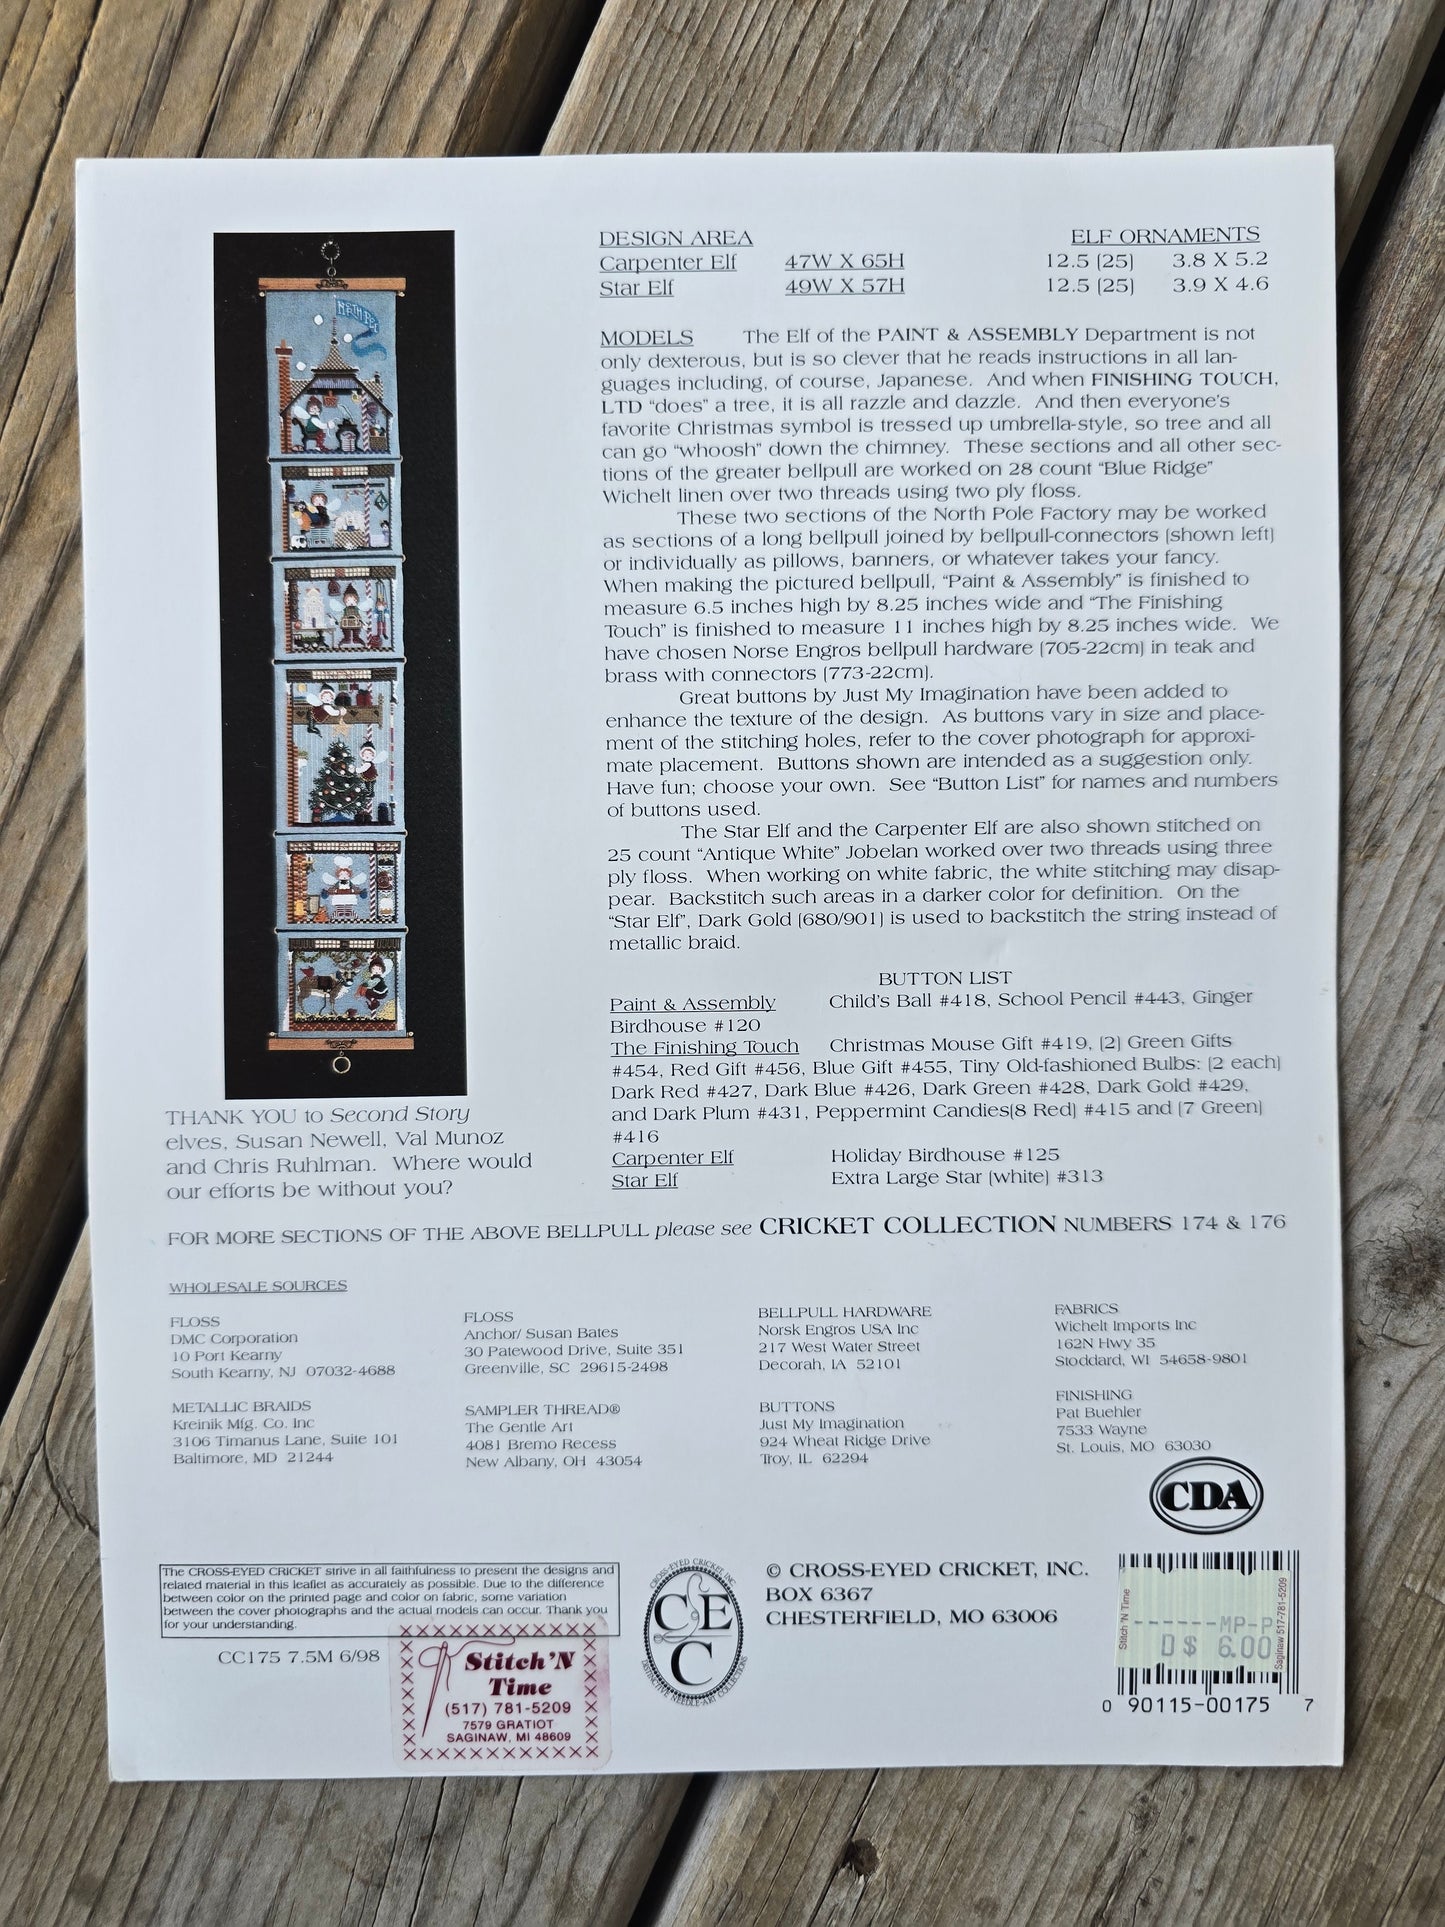 DESIGN AREA ELF ORNAMENTS
Carpenter Elf 47W X 65H 12.5 (25) 3.8 X 5.2
Star Elf 49W X 57H 12.5 (25) 3.9 X 4.6
MODELS The Elf of the PAINT & ASSEMBLY Department is not
only dexterous, but is so clever that he reads instructions in all lan-
guages including, of course, Japanese. And when FINISHING TOUCH,
LTD "does" a tree, it is all razzle and dazzle. And then everyone's
favorite Christmas symbol is tressed up umbrella-style, so tree and all
can go "whoosh" down the chimney. These sections and all other sec-
tions of the greater bellpull are worked on 28 count "Blue Ridge"
Wichelt linen over two threads using two ply floss.
These two sections of the North Pole Factory may be worked
as sections of a long bellpull joined by bellpull-connectors (shown left)
or individually as pillows, banners, or whatever takes your fancy.
When making the pictured bellpull, "Paint & Assembly" is finished to
measure 6.5 inches high by 8.25 inches wide and "The Finishing
Touch" is finished to measure 11 inches high by 8.25 inches wide. We
have chosen Norse Engros bellpull hardware (705-22cm) in teak and
brass with connectors (773-22cm).
Great buttons by Just My Imagination have been added to
enhance the texture of the design. As buttons vary in size and place-
ment of the stitching holes, refer to the cover photograph for approxi-
mate placement. Buttons shown are intended as a suggestion only.
Have fun; choose your own. See "Button List" for names and numbers
of buttons used.
The Star Elf and the Carpenter Elf are also shown stitched on
25 count "Antique White" Jobelan worked over two threads using three
ply floss. When working on white fabric, the white stitching may disap-
pear. Backstitch such areas in a darker color for definition. On the
"Star Elf", Dark Gold (680/901) is used to backstitch the string instead of
metallic braid.
BUTTON LIST
Paint & Assembly Child's Ball #418, School Pencil #443, Ginger
Birdhouse #120
The Finishing Touch Christmas Mouse Gift #419, (2) Green Gifts
#454, Red Gift #456, Blue Gift #455, Tiny Old-fashioned Bulbs: (2 each)
Dark Red #427, Dark Blue #426, Dark Green #428, Dark Gold #429,
and Dark Plum #431, Peppermint Candies(8 Red) #415 and (7 Green)
#416
Carpenter Elf Holiday Birdhouse #125
Star Elf Extra Large Star (white) #313
THANK YOU to Second Story
elves, Susan Newell, Val Munoz
and Chris Ruhlman. Where would
our efforts be without you?
FOR MORE SECTIONS OF THE ABOVE BELLPULL please see CRICKET COLLECTION NUMBERS 174 & 176
WHOLESALE SOURCES
FLOSS
DMC Corporation
10 Port Kearny
South Kearny, NJ 07032-4688
FLOSS
Anchor/ Susan Bates
30 Patewood Drive, Suite 351
Greenville, SC 29615-2498
BELLPULL HARDWARE
Norsk Engros USA Inc
217 West Water Street
Decorah, IA 52101
FABRICS
Wichelt Imports Inc
162N Hwy 35
Stoddard, WI 54658-9801
METALLIC BRAIDS
Kreinik Mfg. Co. Inc
3106 Timanus Lane, Suite 101
Baltimore, MD 21244
SAMPLER THREAD®
The Gentle Art
4081 Bremo Recess
New Albany, OH 43054
BUTTONS
Just My Imagination
924 Wheat Ridge Drive
Troy, IL 62294
FINISHING
Pat Buehler
7533 Wayne
St. Louis, MO 63030
CDA
The CROSS-EYED CRICKET strive in all faithfulness to present the designs and
related material in this leaflet as accurately as possible. Due to the difference
between color on the printed page and color on fabric, some variation
between the cover photographs and the actual models can occur. Thank you
for your understanding.
CC175 7.5M 6/98
Stitch'N
Time
(517) 781-5209
7579 GRATIOT
SAGINAW, MI 48609
CROSS-EYED CRICKET, INC.
CEC
DISTINCTIVE NEEDLE-ART COLLECTIONS
© CROSS-EYED CRICKET, INC.
BOX 6367
CHESTERFIELD, MO 63006
Stitch 'N Time
------MP-P
D$ 6.00
Saginaw 517-781-5209
0 90115-00175 7